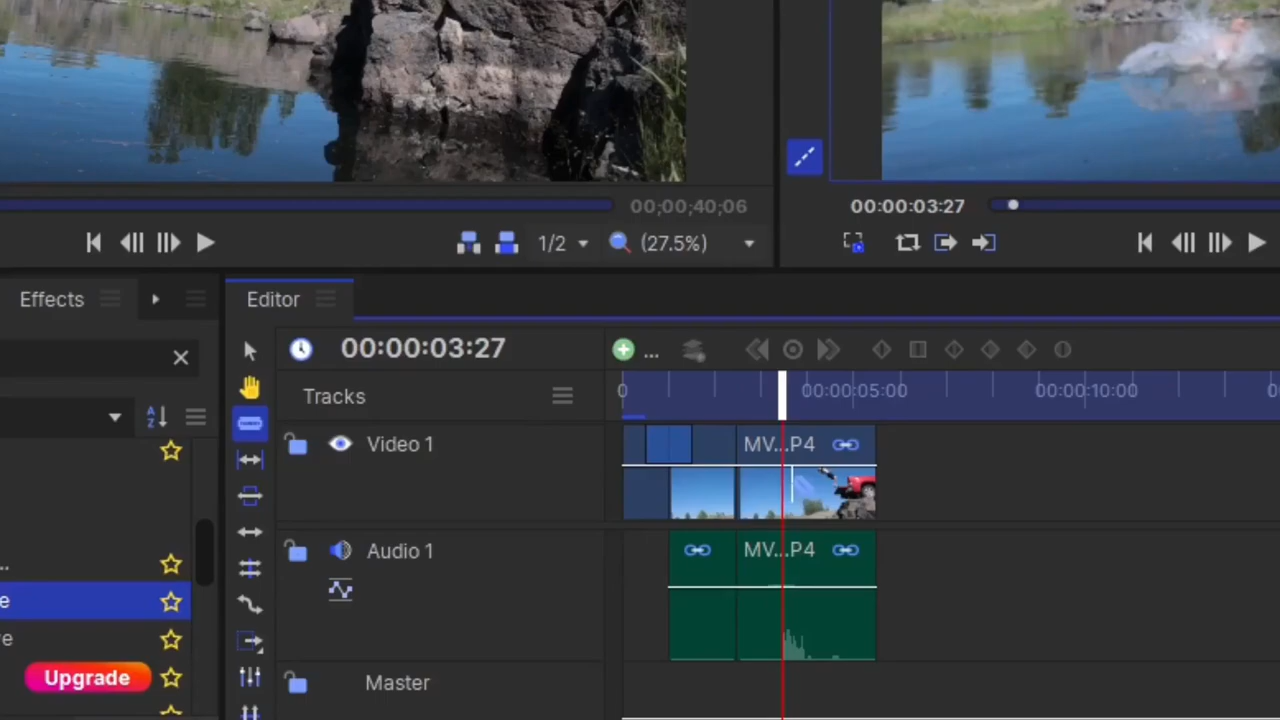 00;00;40;06
00:00:03:27
1/2
(27.5%)
Effects
Editor
00:00:03:27
...
Tracks
0
00:00:05:00
00:00:10:00
A
Z
Video 1
MV...P4
Audio 1
MV...P4
Upgrade
Master